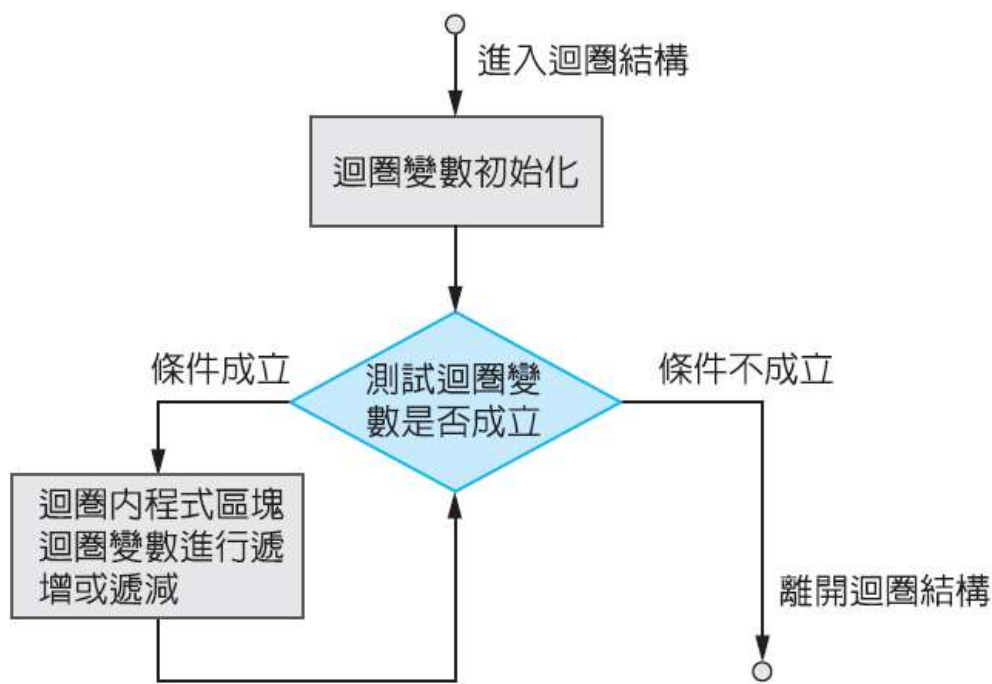 進入迴圈結構
迴圈變數初始化
條件成立
測試迴圈變
數是否成立
條件不成立
迴圈內程式區塊
迴圈變數進行遞
增或遞減
離開迴圈結構